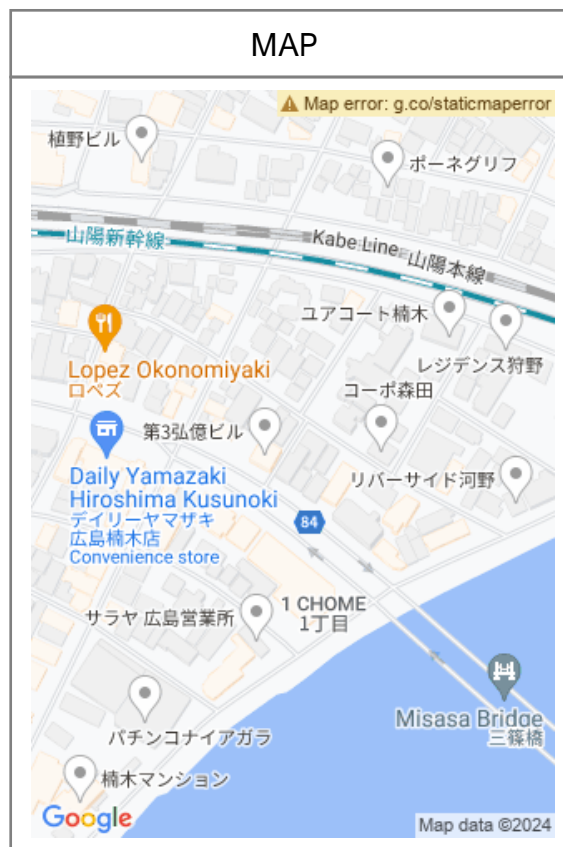 MAP
Map error: g.co/staticmaperror
植野ビル
ポーネグリフ
山陽新幹線
Kabe Line
山陽本線
ユアコート楠木
レジデンス狩野
Lopez Okonomiyaki
ロペズ
コーポ森田
第3弘億ビル
Daily Yamazaki
Hiroshima Kusunoki
デイリーヤマザキ
広島楠木店
Convenience store
リバーサイド河野
84
1 CHOME
1丁目
サラヤ 広島営業所
Misasa Bridge
三篠橋
パチンコナイアガラ
楠木マンション
Google
Map data ©2024